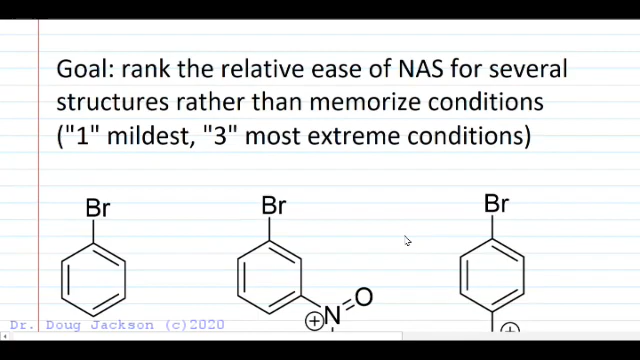 Goal: rank the relative ease of NAS for several
structures rather than memorize conditions
("1" mildest, "3" most extreme conditions)
Br
Br
Br
O
N
Dr. Doug Jackson (c)2020